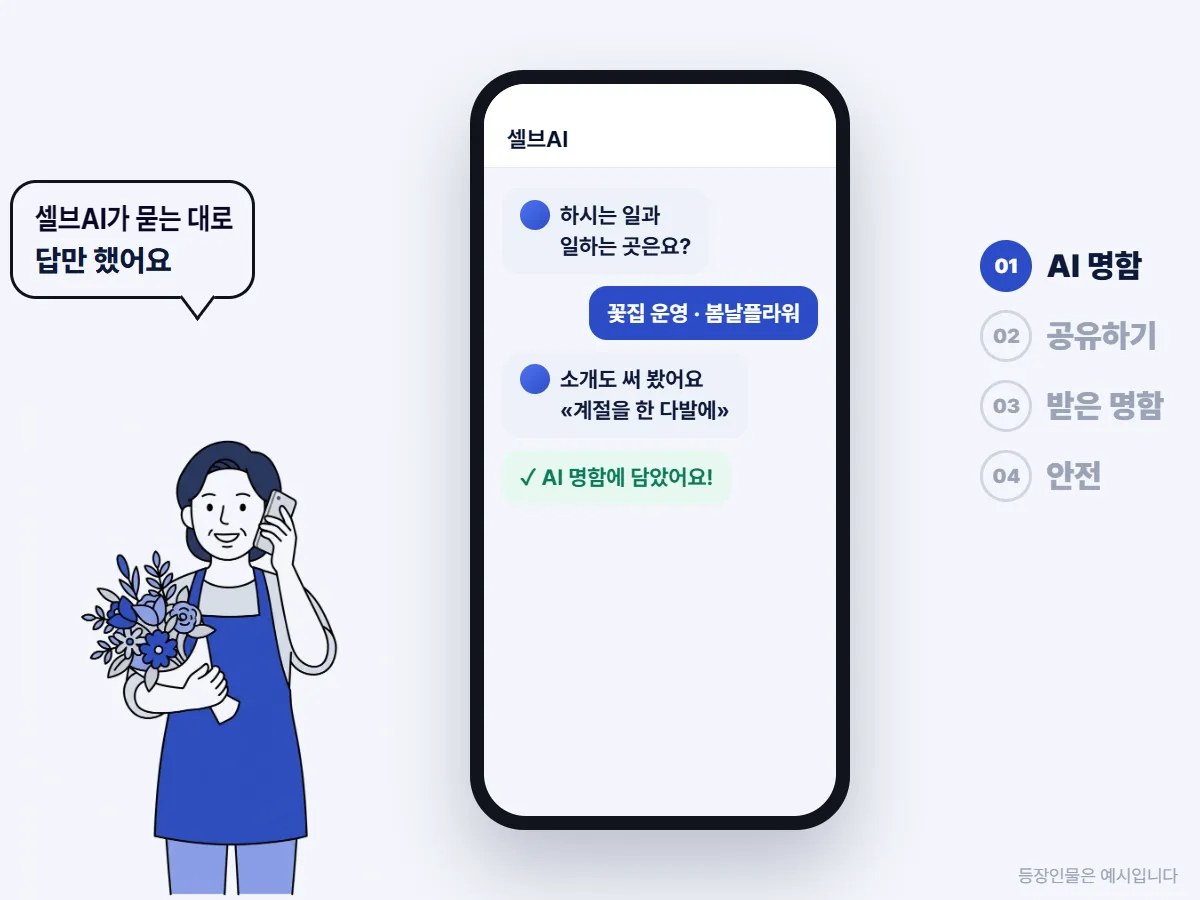 셀브AI가 묻는 대로
답만 했어요
셀브AI
하시는 일과
일하는 곳은요?
꽃집 운영 · 봄날플라워
소개도 써 봤어요
«계절을 한 다발에»
✓ AI 명함에 담았어요!
01 AI 명함
02 공유하기
03 받은 명함
04 안전
등장인물은 예시입니다